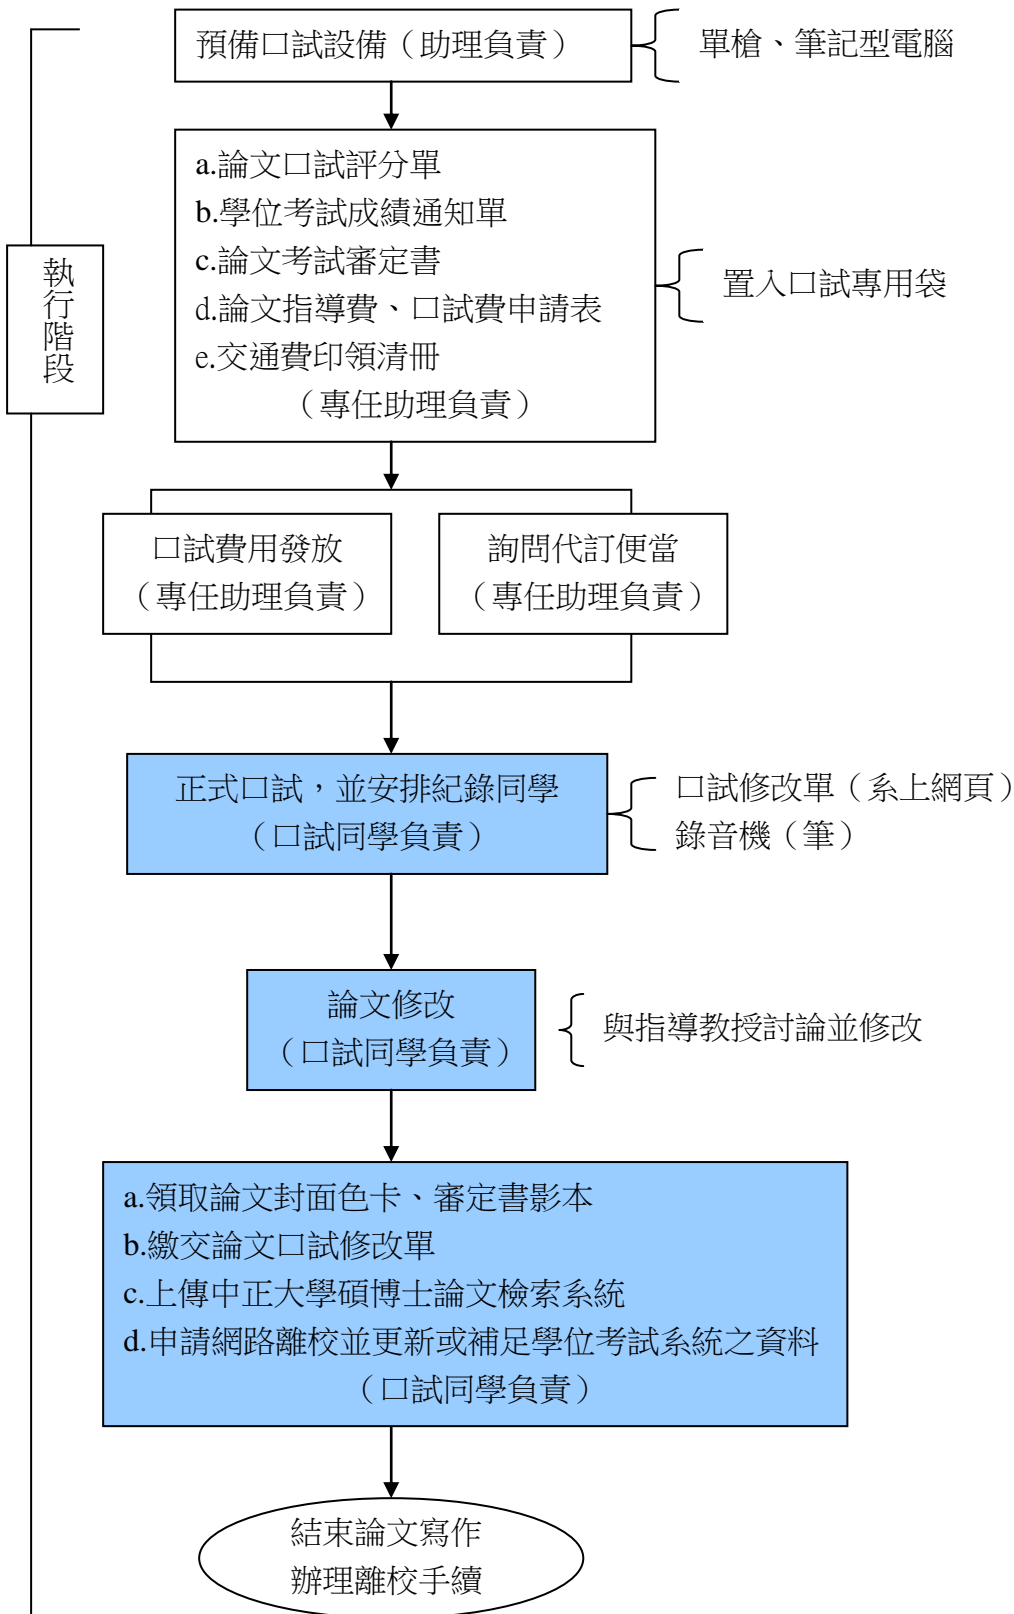 預備口試設備（助理負責）
單槍、筆記型電腦
執行階段
a.論文口試評分單
b.學位考試成績通知單
c.論文考試審定書
d.論文指導費、口試費申請表
e.交通費印領清冊
（專任助理負責）
置入口試專用袋
口試費用發放
（專任助理負責）
詢問代訂便當
（專任助理負責）
正式口試，並安排紀錄同學
（口試同學負責）
口試修改單（系上網頁）
錄音機（筆）
論文修改
（口試同學負責）
與指導教授討論並修改
a.領取論文封面色卡、審定書影本
b.繳交論文口試修改單
c.上傳中正大學碩博士論文檢索系統
d.申請網路離校並更新或補足學位考試系統之資料
（口試同學負責）
結束論文寫作
辦理離校手續